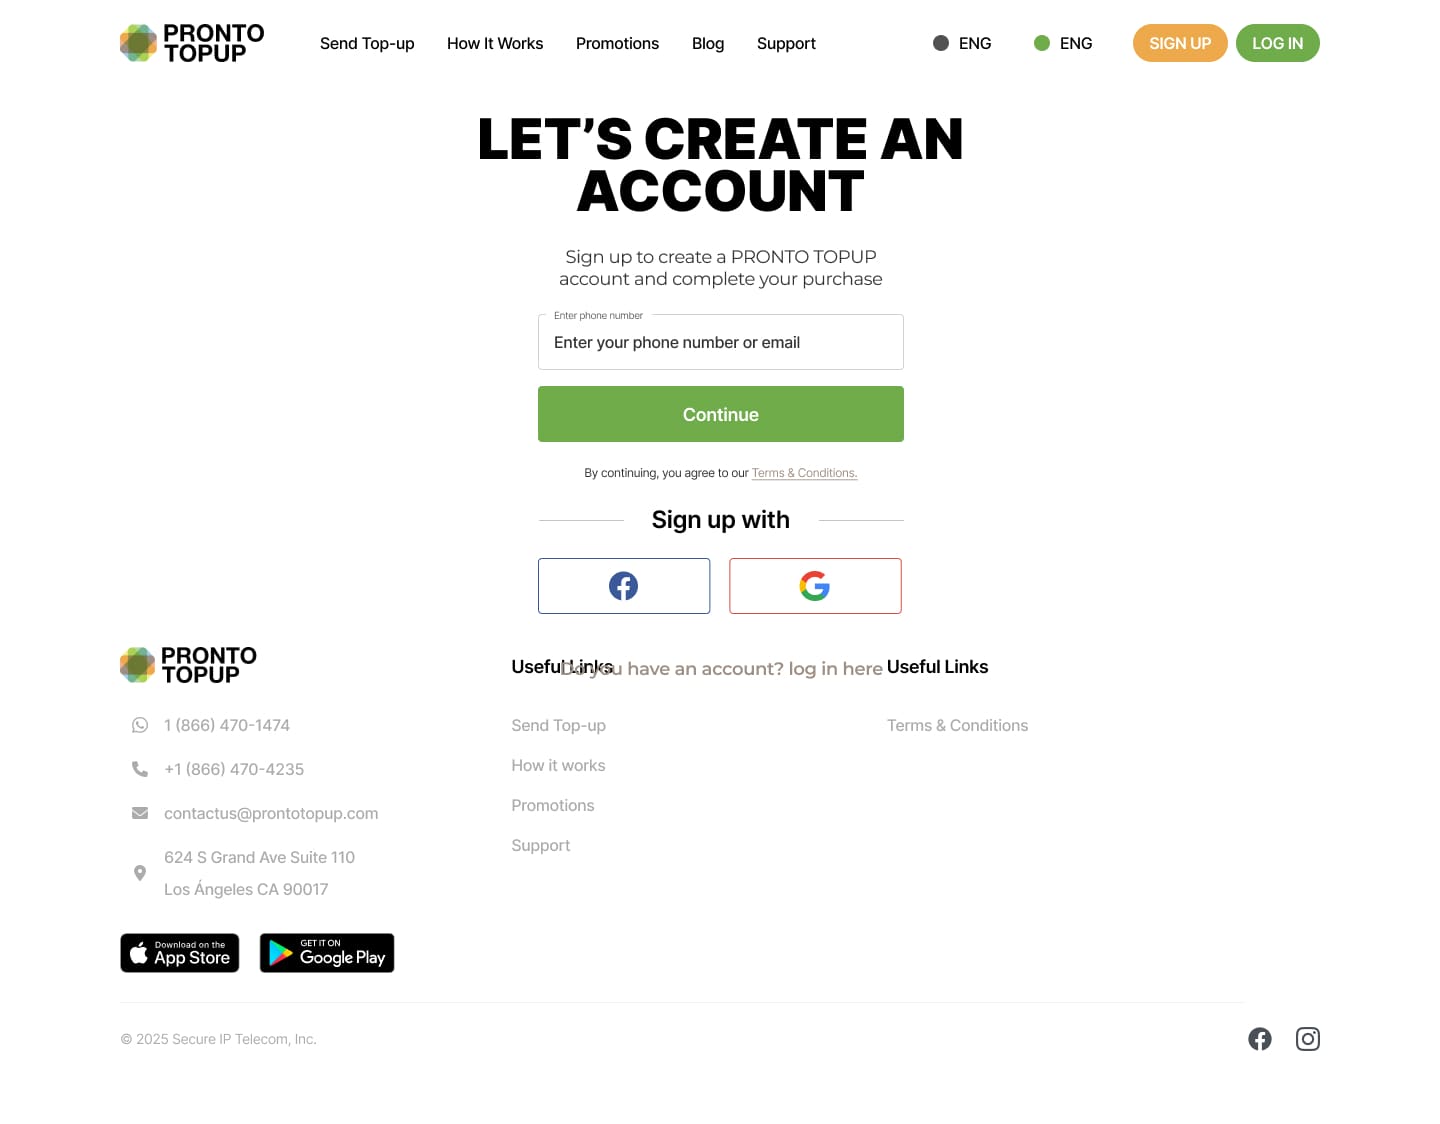 PRONTO
TOPUP
Send Top-up
How It Works
Promotions
Blog
Support
ENG
ENG
SIGN UP
LOG IN
LET’S CREATE AN
ACCOUNT
Sign up to create a PRONTO TOPUP
account and complete your purchase
Enter phone number
Enter your phone number or email
Continue
By continuing, you agree to our Terms & Conditions.
Sign up with
PRONTO
TOPUP
1 (866) 470-1474
+1 (866) 470-4235
contactus@prontotopup.com
624 S Grand Ave Suite 110
Los Ángeles CA 90017
Download on the
App Store
GET IT ON
Google Play
Useful Links
Do you have an account? log in here
Send Top-up
How it works
Promotions
Support
Useful Links
Terms & Conditions
© 2025 Secure IP Telecom, Inc.